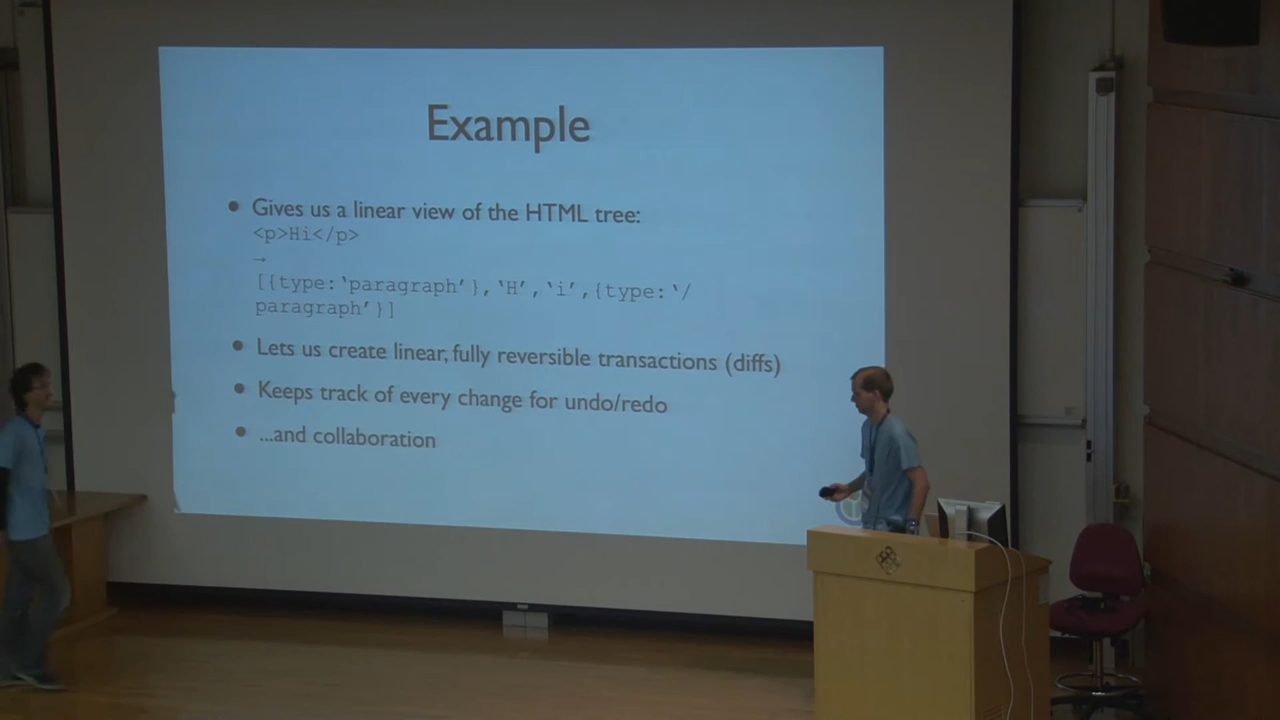 Example
• Gives us a linear view of the HTML tree:
<p>Hi</p>
→
[{type:‘paragraph’},‘H’,‘i’,{type:‘/
paragraph’}]
• Lets us create linear, fully reversible transactions (diffs)
• Keeps track of every change for undo/redo
• ...and collaboration